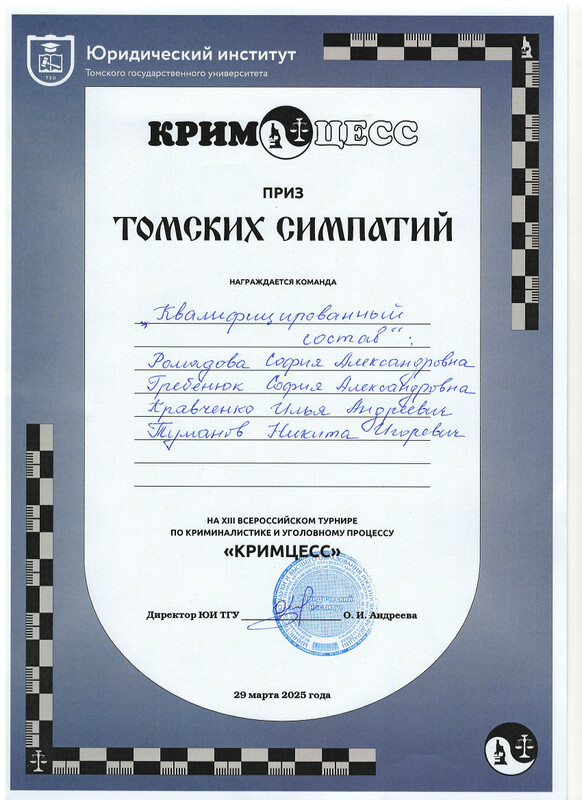 Юридический институт
Томского государственного университета
TSU
КРИМ ЦЕСС
ПРИЗ
ТОМСКИХ СИМПАТИЙ
НАГРАЖДАЕТСЯ КОМАНДА
„Квалифицированный
состав“:
Ромадова София Александровна
Гребенюк София Александровна
Кравченко Илья Андреевич
Туманов Никита Игоревич
НА XIII ВСЕРОССИЙСКОМ ТУРНИРЕ
ПО КРИМИНАЛИСТИКЕ И УГОЛОВНОМУ ПРОЦЕССУ
«КРИМЦЕСС»
Директор ЮИ ТГУ О. И. Андреева
29 марта 2025 года